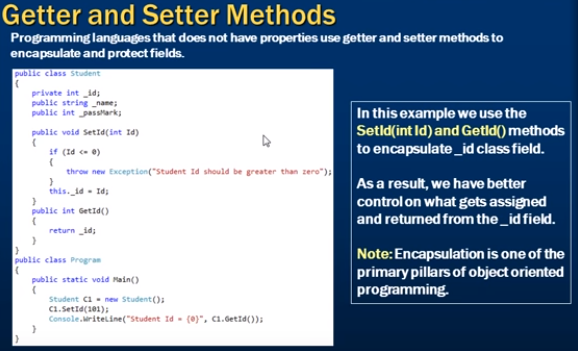 Getter and Setter Methods
Programming languages that does not have properties use getter and setter methods to
encapsulate and protect fields.
public class Student
{
private int _id;
public string _name;
public int _passMark;
public void SetId(int Id)
{
if (Id <= 0)
{
throw new Exception("Student Id should be greater than zero");
}
this._id = Id;
}
public int GetId()
{
return _id;
}
}
public class Program
{
public static void Main()
{
Student C1 = new Student();
C1.SetId(101);
Console.WriteLine("Student Id = {0}", C1.GetId());
}
}
In this example we use the
SetId(int Id) and GetId() methods
to encapsulate _id class field.
As a result, we have better
control on what gets assigned
and returned from the _id field.
Note: Encapsulation is one of the
primary pillars of object oriented
programming.